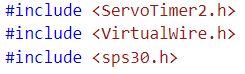 #include <ServoTimer2.h>
#include <VirtualWire.h>
#include <sps30.h>